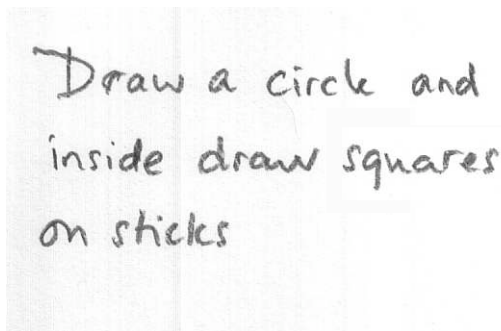 Draw a circle and
inside draw squares
on sticks